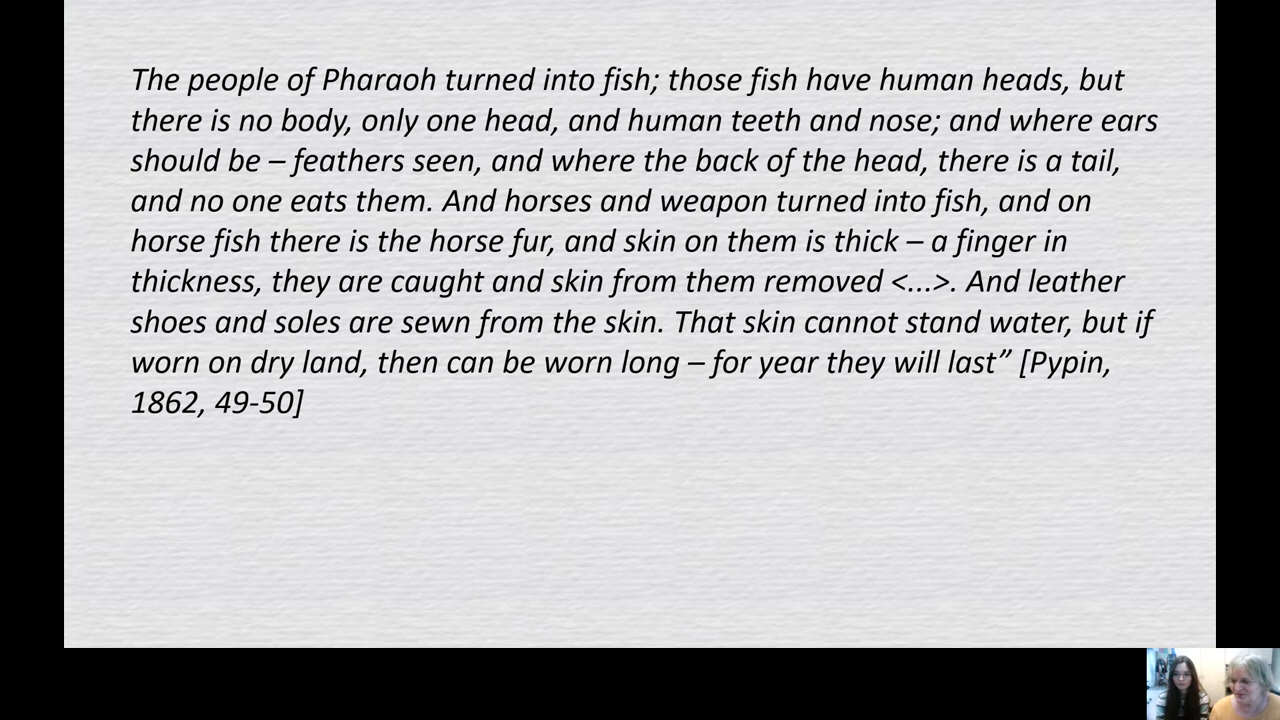 The people of Pharaoh turned into fish; those fish have human heads, but
there is no body, only one head, and human teeth and nose; and where ears
should be – feathers seen, and where the back of the head, there is a tail,
and no one eats them. And horses and weapon turned into fish, and on
horse fish there is the horse fur, and skin on them is thick – a finger in
thickness, they are caught and skin from them removed <...>. And leather
shoes and soles are sewn from the skin. That skin cannot stand water, but if
worn on dry land, then can be worn long – for year they will last” [Pypin,
1862, 49-50]